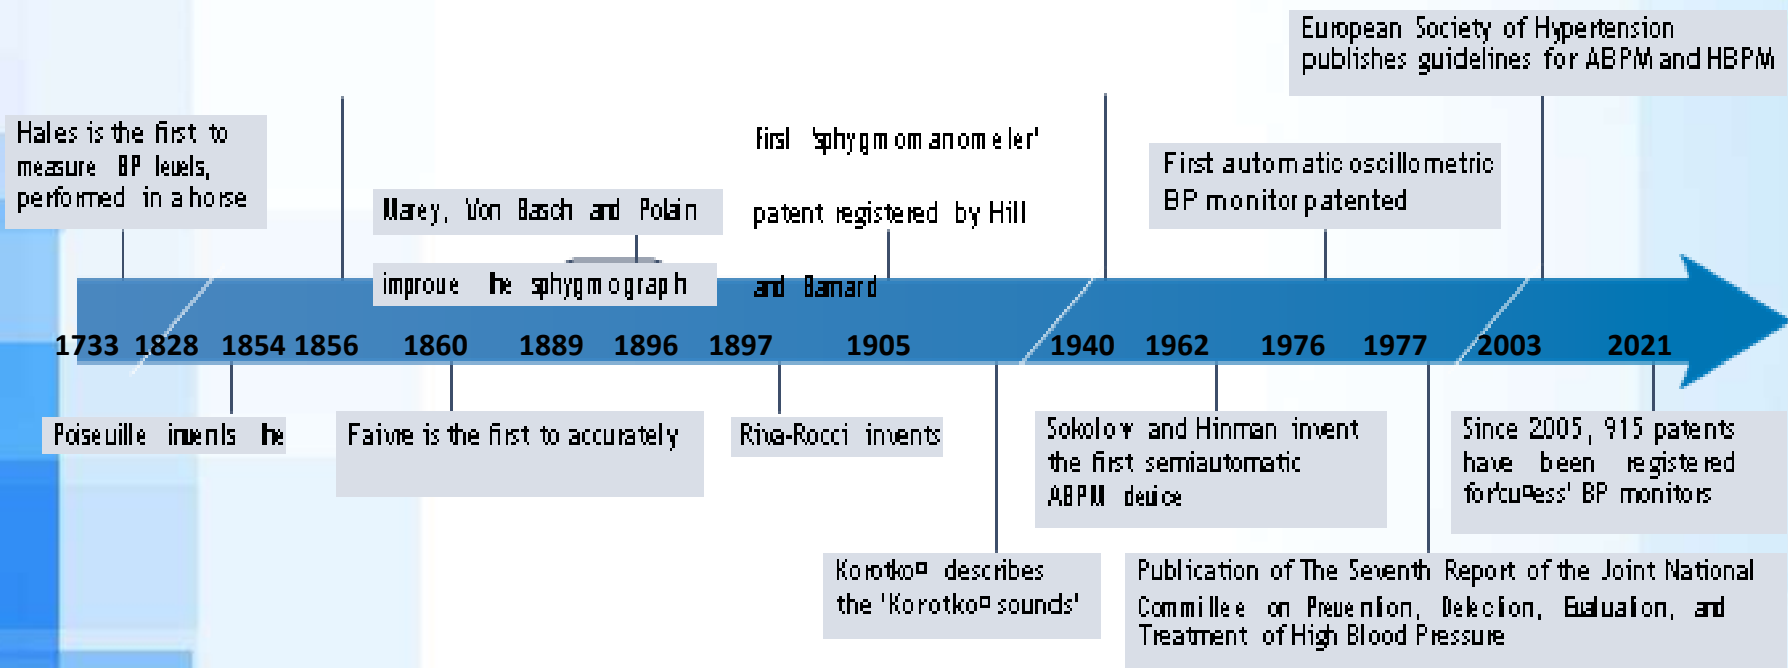 European Society of Hypertension
publishes guidelines for ABPM and HBPM
Hales is the first to
measure BP levels,
performed in a horse
First 'sphygmomanometer'
patent registered by Hill
and Barnard
First automatic oscillometric
BP monitor patented
Marey, Von Basch and Potain
improve the sphygmograph
1733 1828 1854 1856 1860 1889 1896 1897 1905 1940 1962 1976 1977 2003 2021
Poiseuille invents the
Faivre is the first to accurately
Riva-Rocci invents
Sokolow and Hinman invent
the first semiautomatic
ABPM device
Since 2005, 915 patents
have been registered
for BP monitors
describes
the sounds'
Publication of The Seventh Report of the Joint National
Committee on Prevention, Detection, Evaluation, and
Treatment of High Blood Pressure